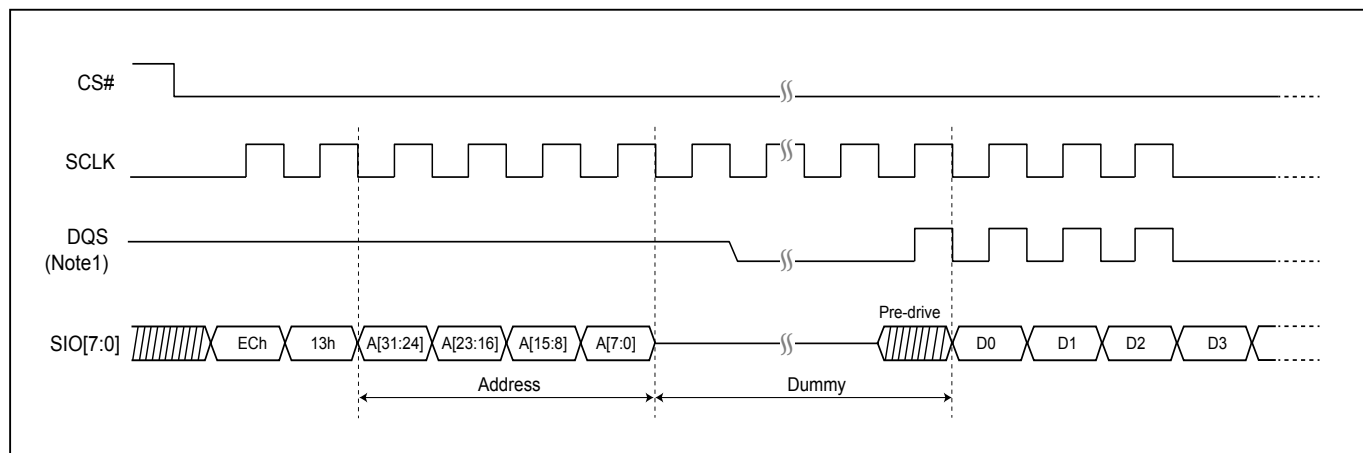 CS#
SCLK
DQS
(Note1)
Pre-drive
SIO[7:0]
ECh 13h A[31:24] A[23:16] A[15:8] A[7:0] D0 D1 D2 D3
Address Dummy